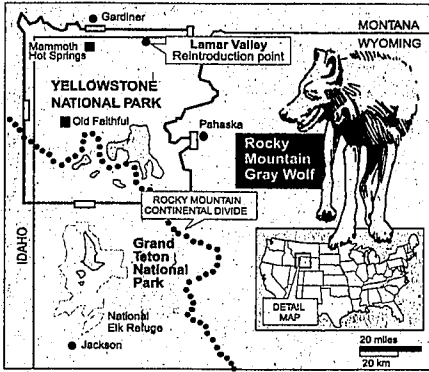 Gardiner
MONTANA
WYOMING
Mammoth
Hot Springs
Lamar Valley
Reintroduction point
YELLOWSTONE
NATIONAL PARK
Old Faithful
Pahaska
Rocky
Mountain
Gray Wolf
ROCKY MOUNTAIN
CONTINENTAL DIVIDE
IDAHO
Grand
Teton
National
Park
National
Elk Refuge
Jackson
DETAIL
MAP
20 miles
20 km